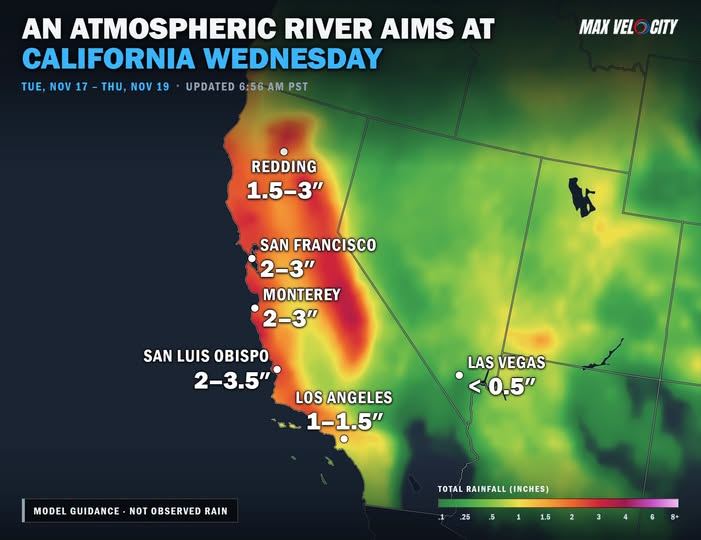 AN ATMOSPHERIC RIVER AIMS AT
CALIFORNIA WEDNESDAY
MAX VELOCITY
TUE, NOV 17 – THU, NOV 19 · UPDATED 6:56 AM PST
REDDING
1.5–3”
SAN FRANCISCO
2–3”
MONTEREY
2–3”
SAN LUIS OBISPO
2–3.5”
LAS VEGAS
< 0.5”
LOS ANGELES
1–1.5”
TOTAL RAINFALL (INCHES)
.1 .25 .5 1 1.5 2 3 4 6 8+
MODEL GUIDANCE · NOT OBSERVED RAIN